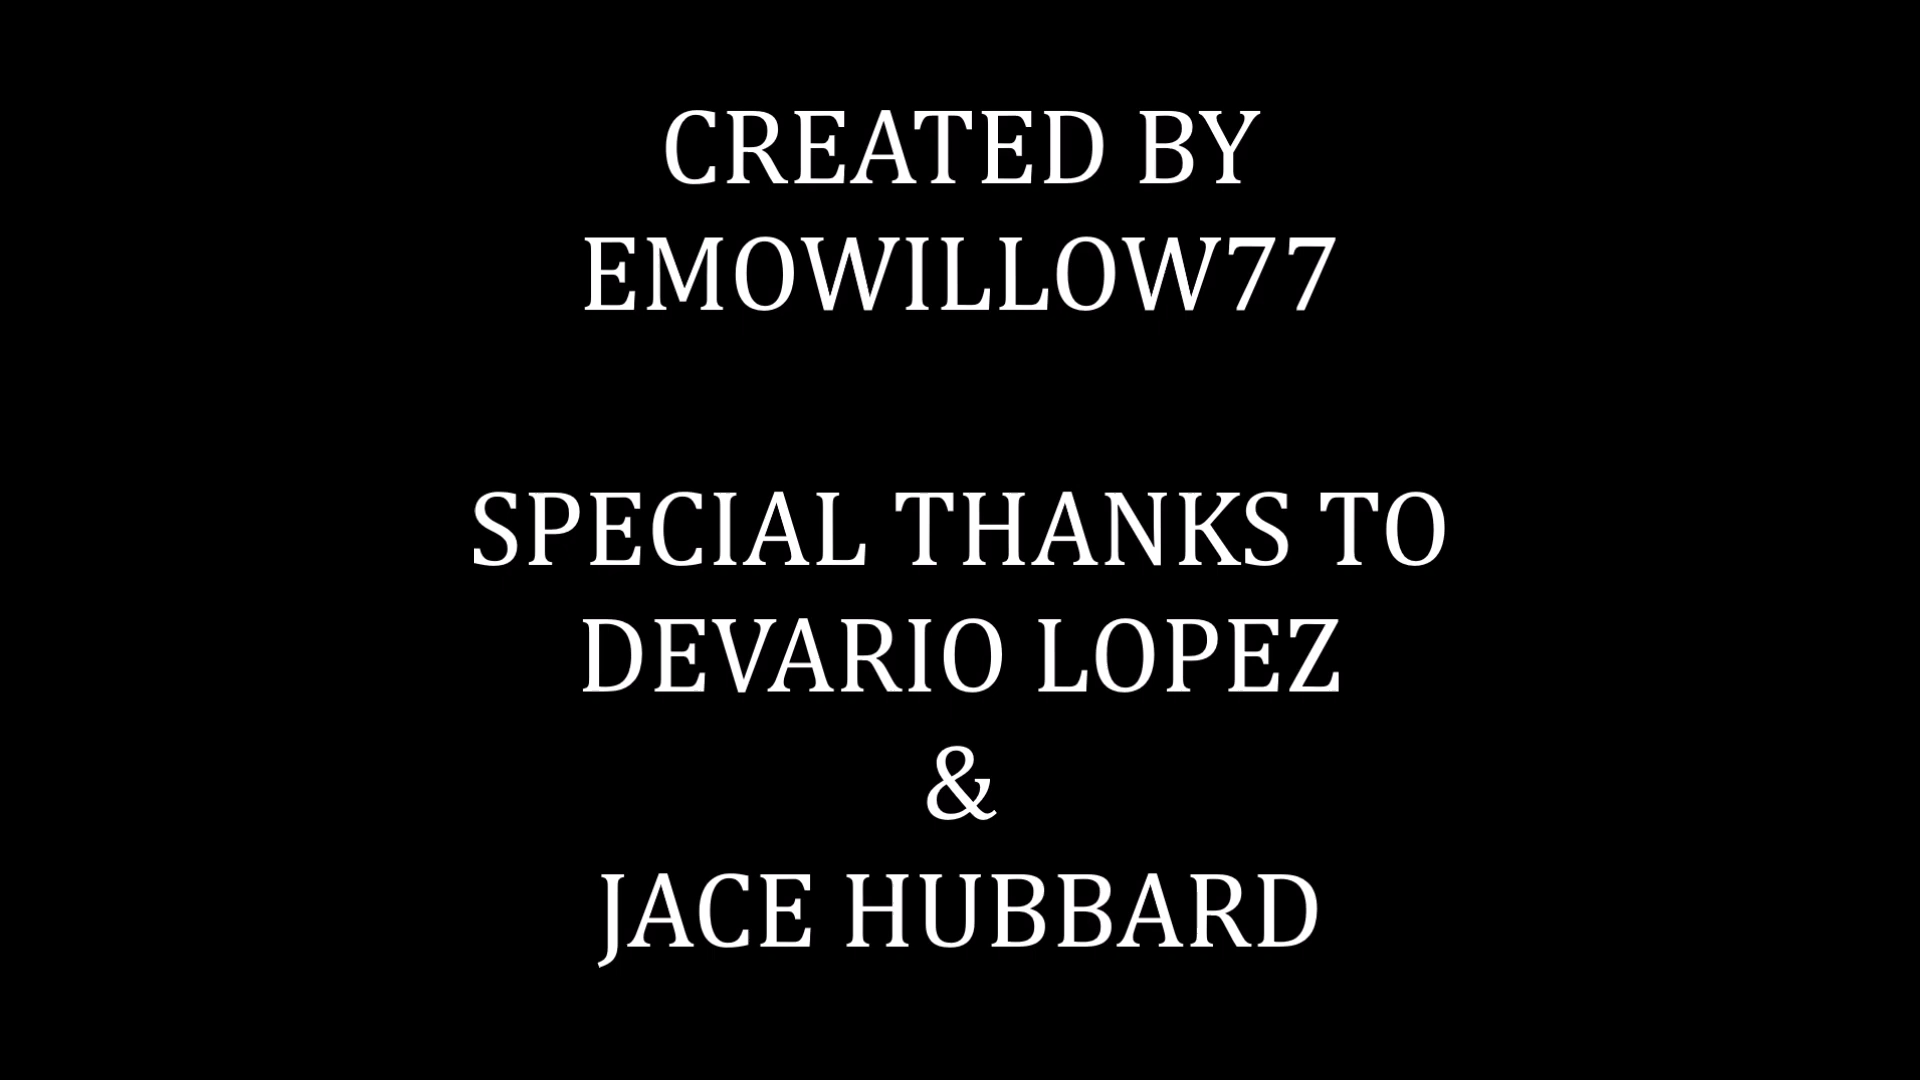 CREATED BY
EMOWILLOW77
SPECIAL THANKS TO
DEVARIO LOPEZ
&
JACE HUBBARD